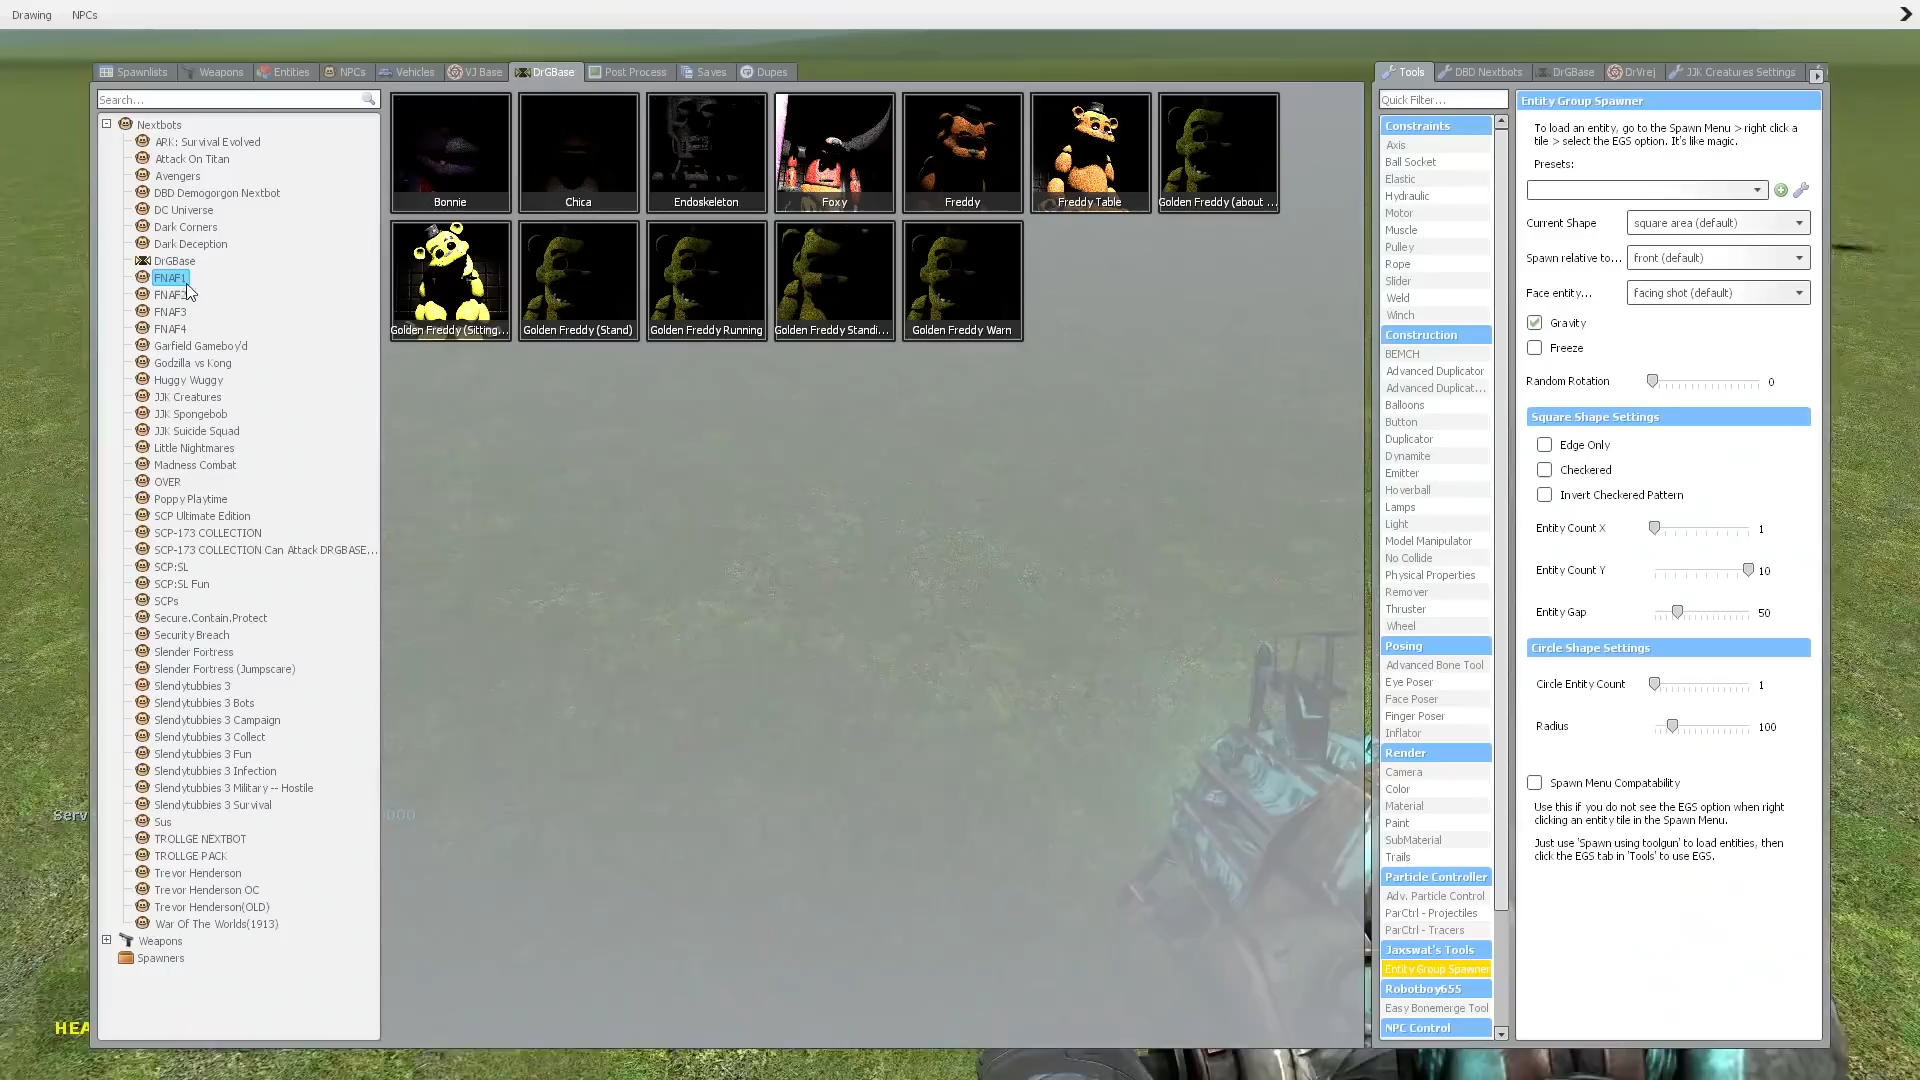 Drawing NPCs
Spawnlists Weapons Entities NPCs Vehicles VJ Base DrGBase Post Process Saves Dupes
Search...
Nextbots
ARK: Survival Evolved
Attack On Titan
Avengers
DBD Demogorgon Nextbot
DC Universe
Dark Corners
Dark Deception
DrGBase
FNAF1
FNAF2
FNAF3
FNAF4
Garfield Gameboy'd
Godzilla vs Kong
Huggy Wuggy
JJK Creatures
JJK Spongebob
JJK Suicide Squad
Little Nightmares
Madness Combat
OVER
Poppy Playtime
SCP Ultimate Edition
SCP-173 COLLECTION
SCP-173 COLLECTION Can Attack DRGBASE...
SCP:SL
SCP:SL Fun
SCPs
Secure.Contain.Protect
Security Breach
Slender Fortress
Slender Fortress (Jumpscare)
Slendytubbies 3
Slendytubbies 3 Bots
Slendytubbies 3 Campaign
Slendytubbies 3 Collect
Slendytubbies 3 Fun
Slendytubbies 3 Infection
Slendytubbies 3 Military -- Hostile
Slendytubbies 3 Survival
Sus
TROLLGE NEXTBOT
TROLLGE PACK
Trevor Henderson
Trevor Henderson OC
Trevor Henderson(OLD)
War Of The Worlds(1913)
Weapons
Spawners
Bonnie Chica Endoskeleton Foxy Freddy Freddy Table Golden Freddy (about ...
Golden Freddy (Sitting... Golden Freddy (Stand) Golden Freddy Running Golden Freddy Standi... Golden Freddy Warn
Serv
000
HEA
Tools DBD Nextbots DrGBase DrVrej JJK Creatures Settings
Quick Filter...
Constraints
Axis
Ball Socket
Elastic
Hydraulic
Motor
Muscle
Pulley
Rope
Slider
Weld
Winch
Construction
BEMCH
Advanced Duplicator
Advanced Duplicat...
Balloons
Button
Duplicator
Dynamite
Emitter
Hoverball
Lamps
Light
Model Manipulator
No Collide
Physical Properties
Remover
Thruster
Wheel
Posing
Advanced Bone Tool
Eye Poser
Face Poser
Finger Poser
Inflator
Render
Camera
Color
Material
Paint
SubMaterial
Trails
Particle Controller
Adv. Particle Control
ParCtrl - Projectiles
ParCtrl - Tracers
Jaxswat's Tools
Entity Group Spawner
Robotboy655
Easy Bonemerge Tool
NPC Control
Entity Group Spawner
To load an entity, go to the Spawn Menu > right click a
tile > select the EGS option. It's like magic.
Presets:
Current Shape square area (default)
Spawn relative to... front (default)
Face entity... facing shot (default)
Gravity
Freeze
Random Rotation 0
Square Shape Settings
Edge Only
Checkered
Invert Checkered Pattern
Entity Count X 1
Entity Count Y 10
Entity Gap 50
Circle Shape Settings
Circle Entity Count 1
Radius 100
Spawn Menu Compatability
Use this if you do not see the EGS option when right
clicking an entity tile in the Spawn Menu.
Just use 'Spawn using toolgun' to load entities, then
click the EGS tab in 'Tools' to use EGS.